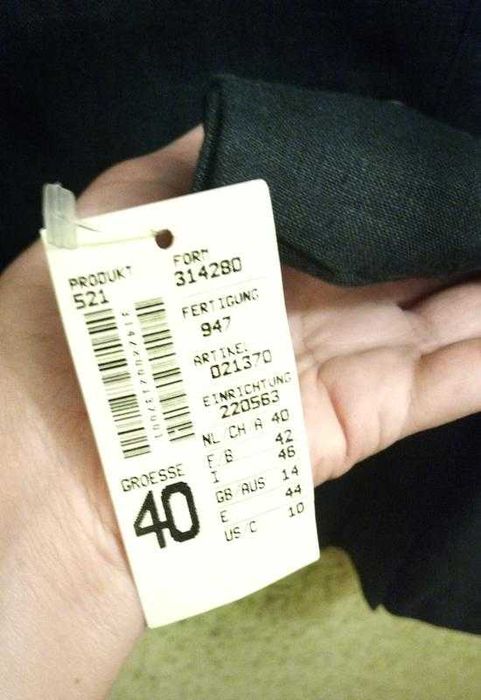 PRODUKT
521
FORM
314280
FERTIGUNG
947
ARTIKEL
021370
EINRICHTUNG
220563
NL CH A 40
F B 42
I 46
GB AUS 14
E 44
US C 10
GROESSE
40